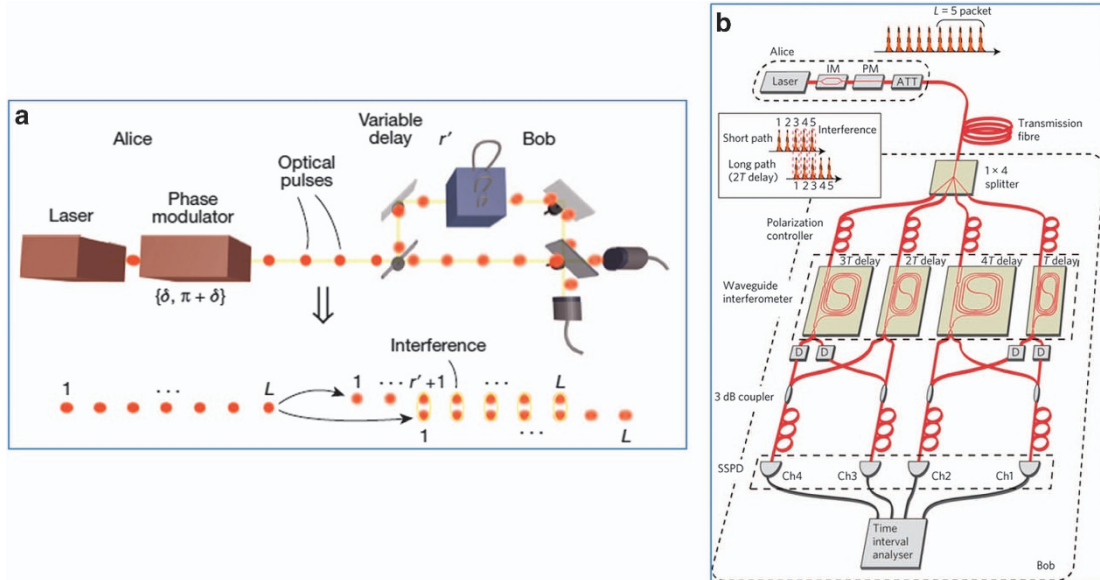 a
Alice
Laser
Phase
modulator
{δ, π + δ}
Optical
pulses
Variable
delay
r′
Bob
Interference
1
...
L
1
... r′+1
...
L
1
...
L
b
L = 5 packet
Alice
Laser
IM
PM
ATT
Transmission
fibre
1 2 3 4 5
Short path
Interference
Long path
(2T delay)
1 2 3 4 5
1 × 4
splitter
Polarization
controller
Waveguide
interferometer
3T delay
2T delay
4T delay
T delay
D
D
D
D
3 dB coupler
SSPD
Ch4
Ch3
Ch2
Ch1
Time
interval
analyser
Bob